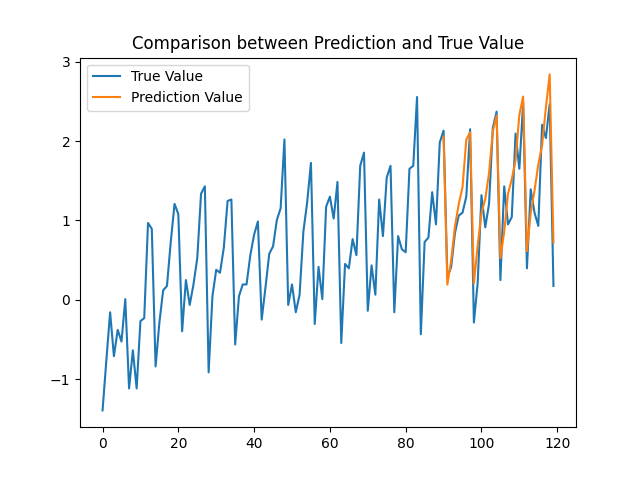 Comparison between Prediction and True Value
True Value
Prediction Value
3
2
1
0
−1
0 20 40 60 80 100 120